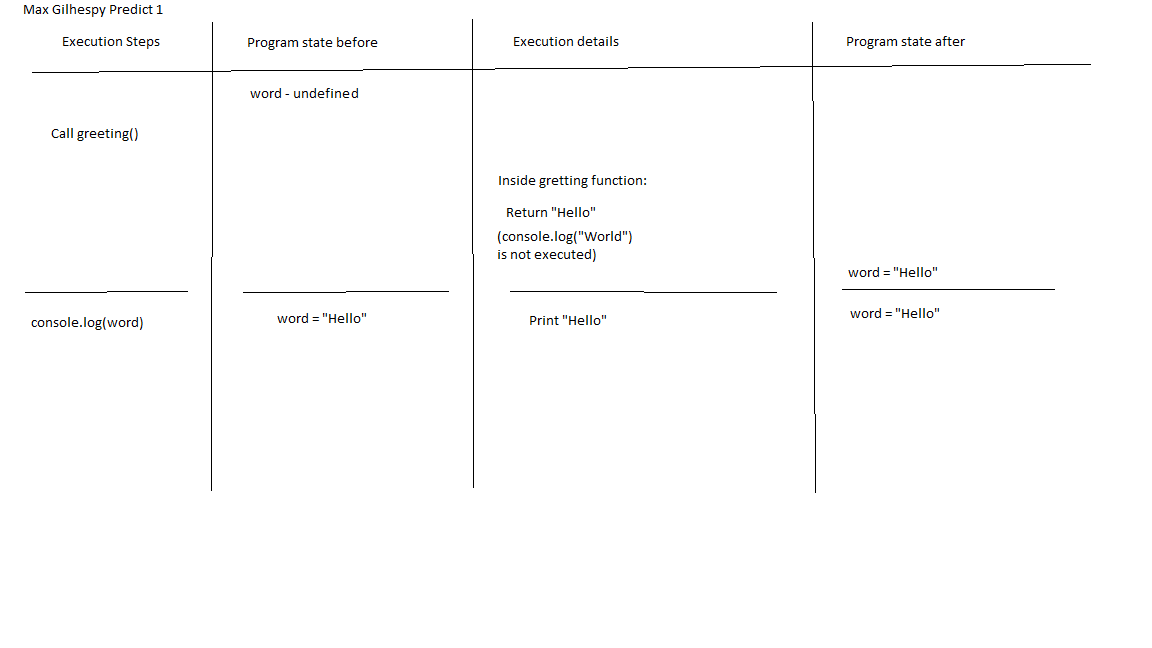 Max Gilhespy Predict 1
Execution Steps
Program state before
Execution details
Program state after
word - undefined
Call greeting()
Inside gretting function:
Return "Hello"
(console.log("World")
is not executed)
word = "Hello"
console.log(word)
word = "Hello"
Print "Hello"
word = "Hello"